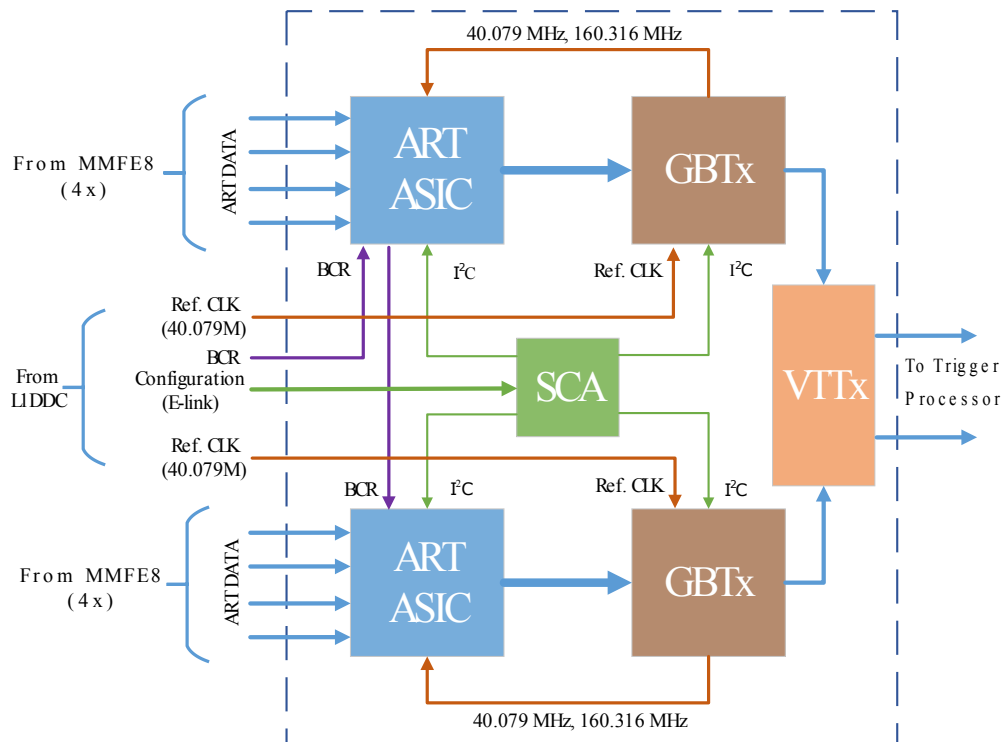 40.079 MHz, 160.316 MHz
From MMFE8
(4x)
ART DATA
ART
ASIC
GBTx
BCR
I²C
Ref. CLK
I²C
Ref. CLK
(40.079M)
BCR
From
L1DDC
Configuration
(E-link)
SCA
VTTx
To Trigger
Processor
Ref. CLK
(40.079M)
BCR
I²C
Ref. CLK
I²C
From MMFE8
(4x)
ART DATA
ART
ASIC
GBTx
40.079 MHz, 160.316 MHz